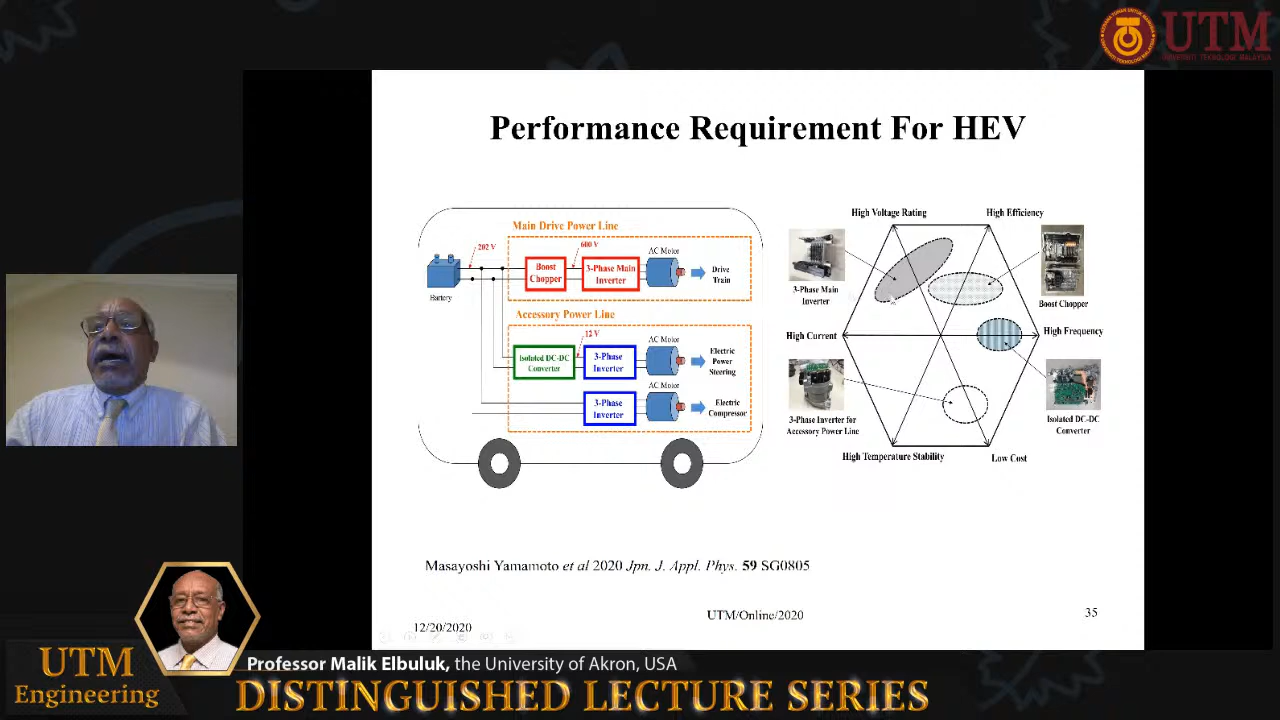 UTM
UNIVERSITI TEKNOLOGI MALAYSIA
Performance Requirement For HEV
Main Drive Power Line
202 V
600 V
AC Motor
Battery
Boost
Chopper
3-Phase Main
Inverter
Drive
Train
Accessory Power Line
12 V
AC Motor
Isolated DC-DC
Converter
3-Phase
Inverter
Electric
Power
Steering
AC Motor
3-Phase
Inverter
Electric
Compressor
High Voltage Rating
High Efficiency
3-Phase Main
Inverter
Boost Chopper
High Current
High Frequency
3-Phase Inverter for
Accessory Power Line
Isolated DC-DC
Converter
High Temperature Stability
Low Cost
Masayoshi Yamamoto et al 2020 Jpn. J. Appl. Phys. 59 SG0805
12/20/2020
UTM/Online/2020
35
UTM
Engineering
Professor Malik Elbuluk, the University of Akron, USA
DISTINGUISHED LECTURE SERIES